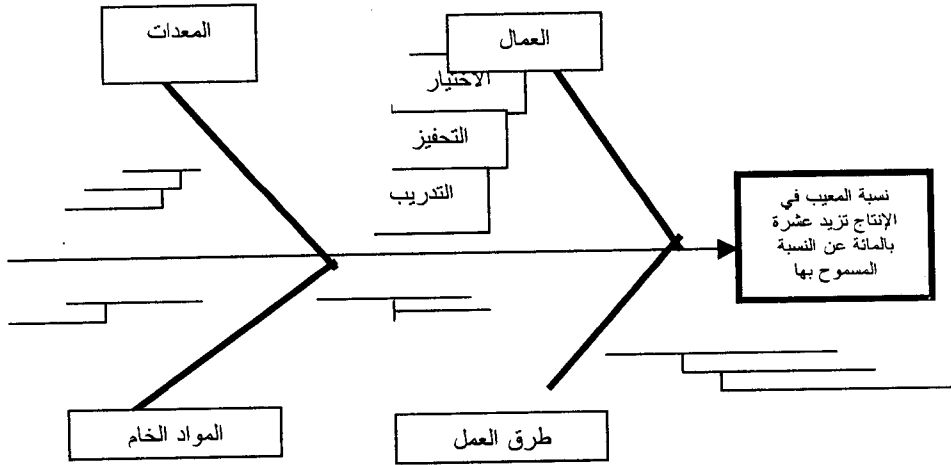 العمال
المعدات
الاختيار
التحفيز
التدريب
نسبة المعيب في
الإنتاج تزيد عشرة
بالمائة عن النسبة
المسموح بها
طرق العمل
المواد الخام